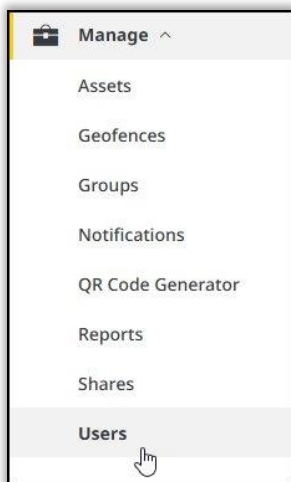 Manage
Assets
Geofences
Groups
Notifications
QR Code Generator
Reports
Shares
Users